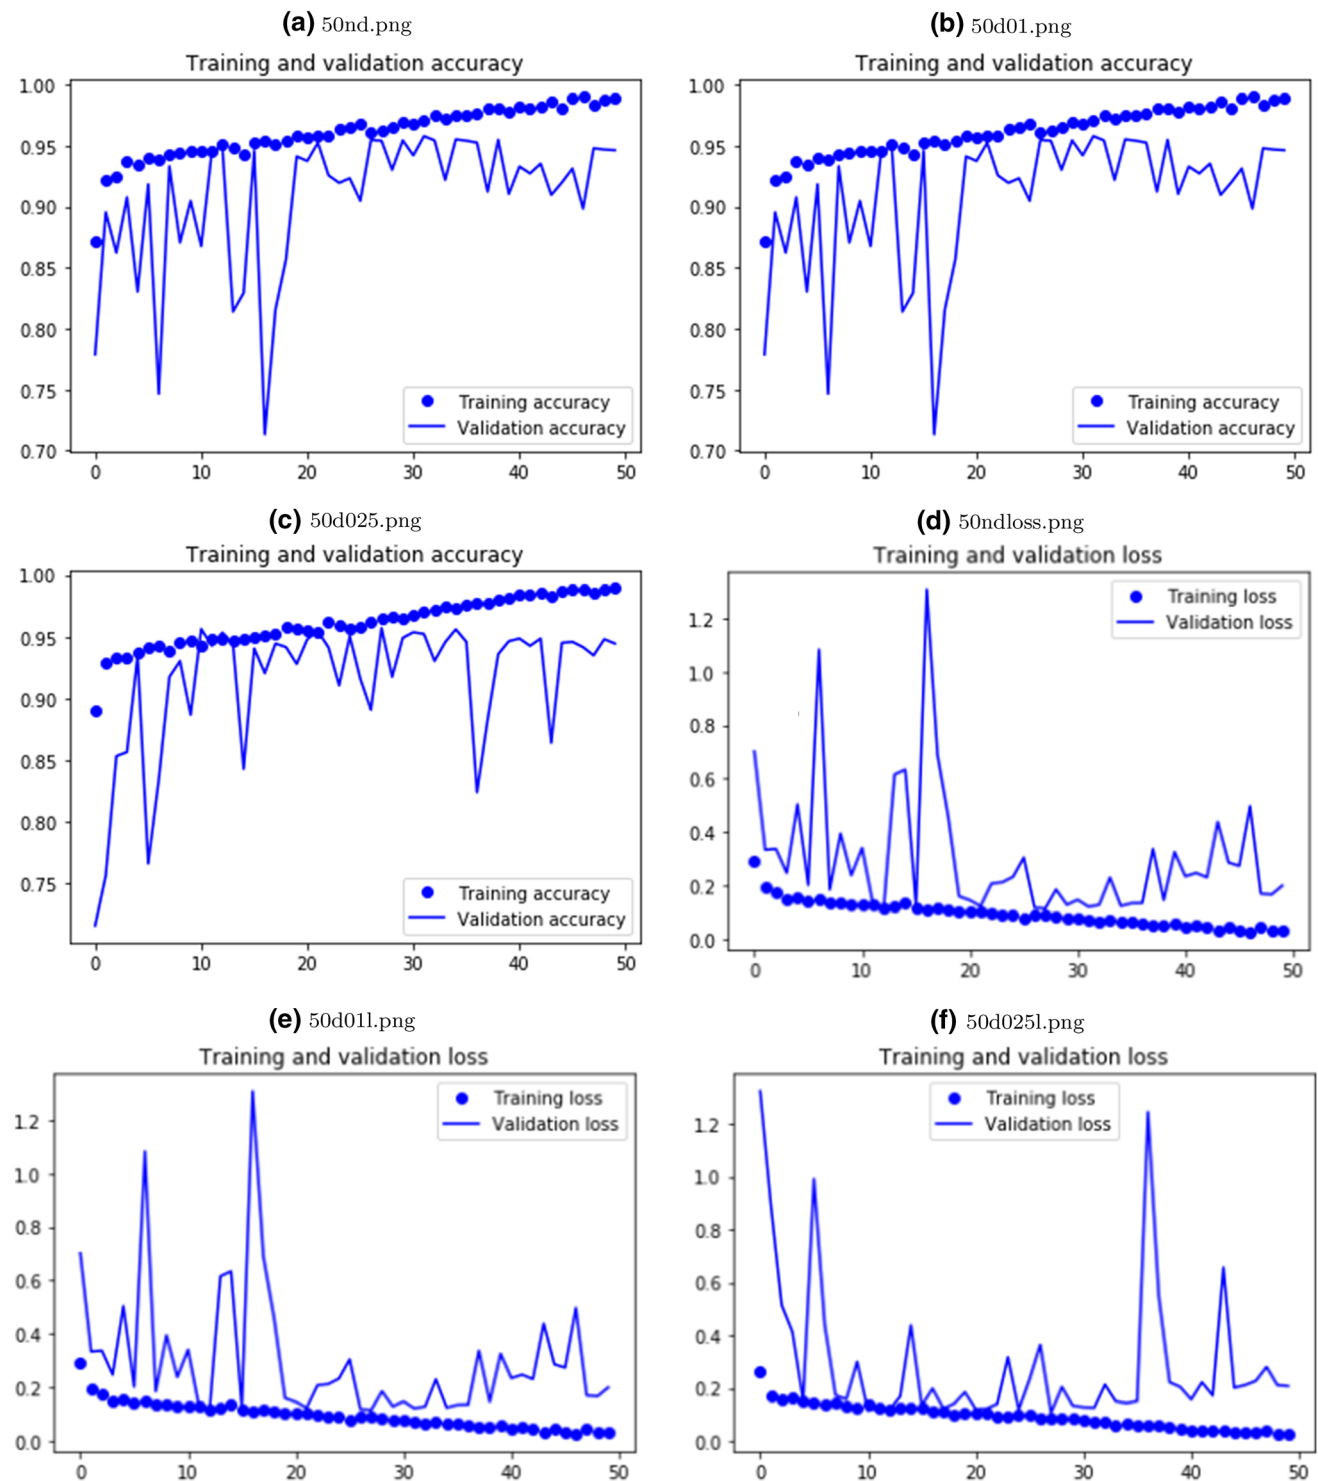 (a) 50nd.png
Training and validation accuracy
1.00
0.95
0.90
0.85
0.80
0.75
0.70
Training accuracy
Validation accuracy
0 10 20 30 40 50
(b) 50d01.png
Training and validation accuracy
1.00
0.95
0.90
0.85
0.80
0.75
0.70
Training accuracy
Validation accuracy
0 10 20 30 40 50
(c) 50d025.png
Training and validation accuracy
1.00
0.95
0.90
0.85
0.80
0.75
Training accuracy
Validation accuracy
0 10 20 30 40 50
(d) 50ndloss.png
Training and validation loss
Training loss
Validation loss
1.2
1.0
0.8
0.6
0.4
0.2
0.0
0 10 20 30 40 50
(e) 50d01l.png
Training and validation loss
Training loss
Validation loss
1.2
1.0
0.8
0.6
0.4
0.2
0.0
0 10 20 30 40 50
(f) 50d025l.png
Training and validation loss
Training loss
Validation loss
1.2
1.0
0.8
0.6
0.4
0.2
0.0
0 10 20 30 40 50